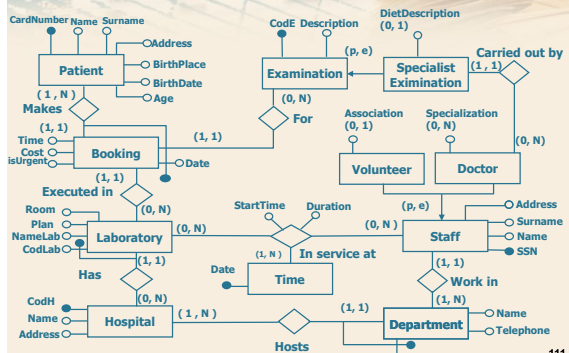 CardNumber Name Surname
Address
Patient
BirthPlace
BirthDate
Age
(1 , N)
Makes
(1, 1)
Time
Cost
isUrgent
Booking
Date
(1, 1)
Executed in
(0, N)
Room
Plan
NameLab
CodLab
Laboratory
(0, N)
Has
(1, 1)
(0, N)
CodH
Name
Address
Hospital
(1 , N)
Hosts
(1, 1)
CodE Description
Examination
(p, e)
(0, N)
For
(1, 1)
DietDescription
(0, 1)
Specialist
Eximination
(1 , 1)
Carried out by
(0, N)
Association
(0, 1)
Volunteer
Specialization
(0, N)
Doctor
(p, e)
StartTime
Duration
(0, N)
In service at
(1, N)
Date
Time
Staff
Address
Surname
Name
SSN
(1, 1)
Work in
(1, N)
Department
Name
Telephone